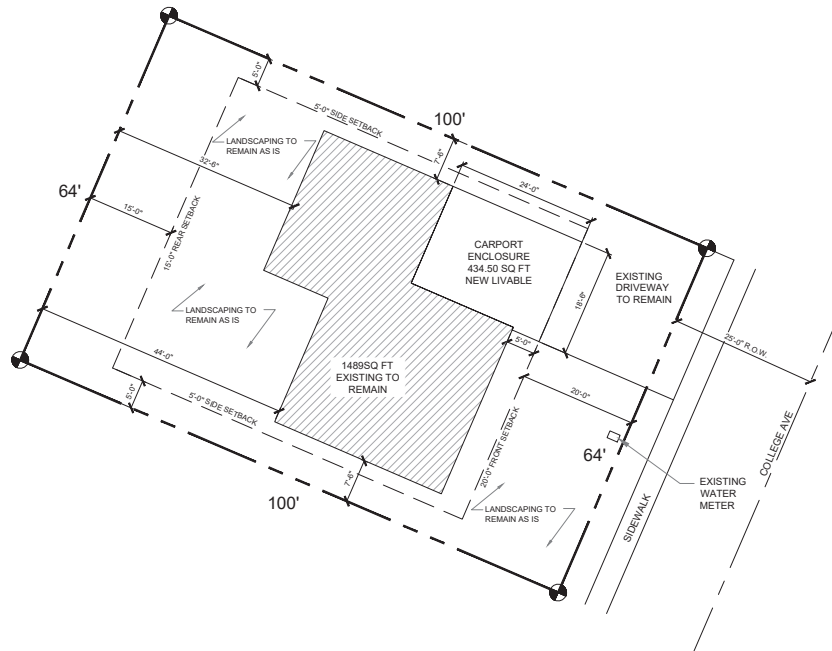 5'-0"
5'-0" SIDE SETBACK
100'
LANDSCAPING TO
REMAIN AS IS
7'-6"
24'-0"
32'-6"
64'
15'-0"
15'-0" REAR SETBACK
CARPORT
ENCLOSURE
434.50 SQ FT
NEW LIVABLE
EXISTING
DRIVEWAY
TO REMAIN
18'-6"
LANDSCAPING TO
REMAIN AS IS
25'-0" R.O.W.
5'-0"
44'-0"
1489SQ FT
EXISTING TO
REMAIN
20'-0"
5'-0"
5'-0" SIDE SETBACK
20'-0" FRONT SETBACK
64'
COLLEGE AVE
7'-6"
EXISTING
WATER
METER
100'
LANDSCAPING TO
REMAIN AS IS
SIDEWALK